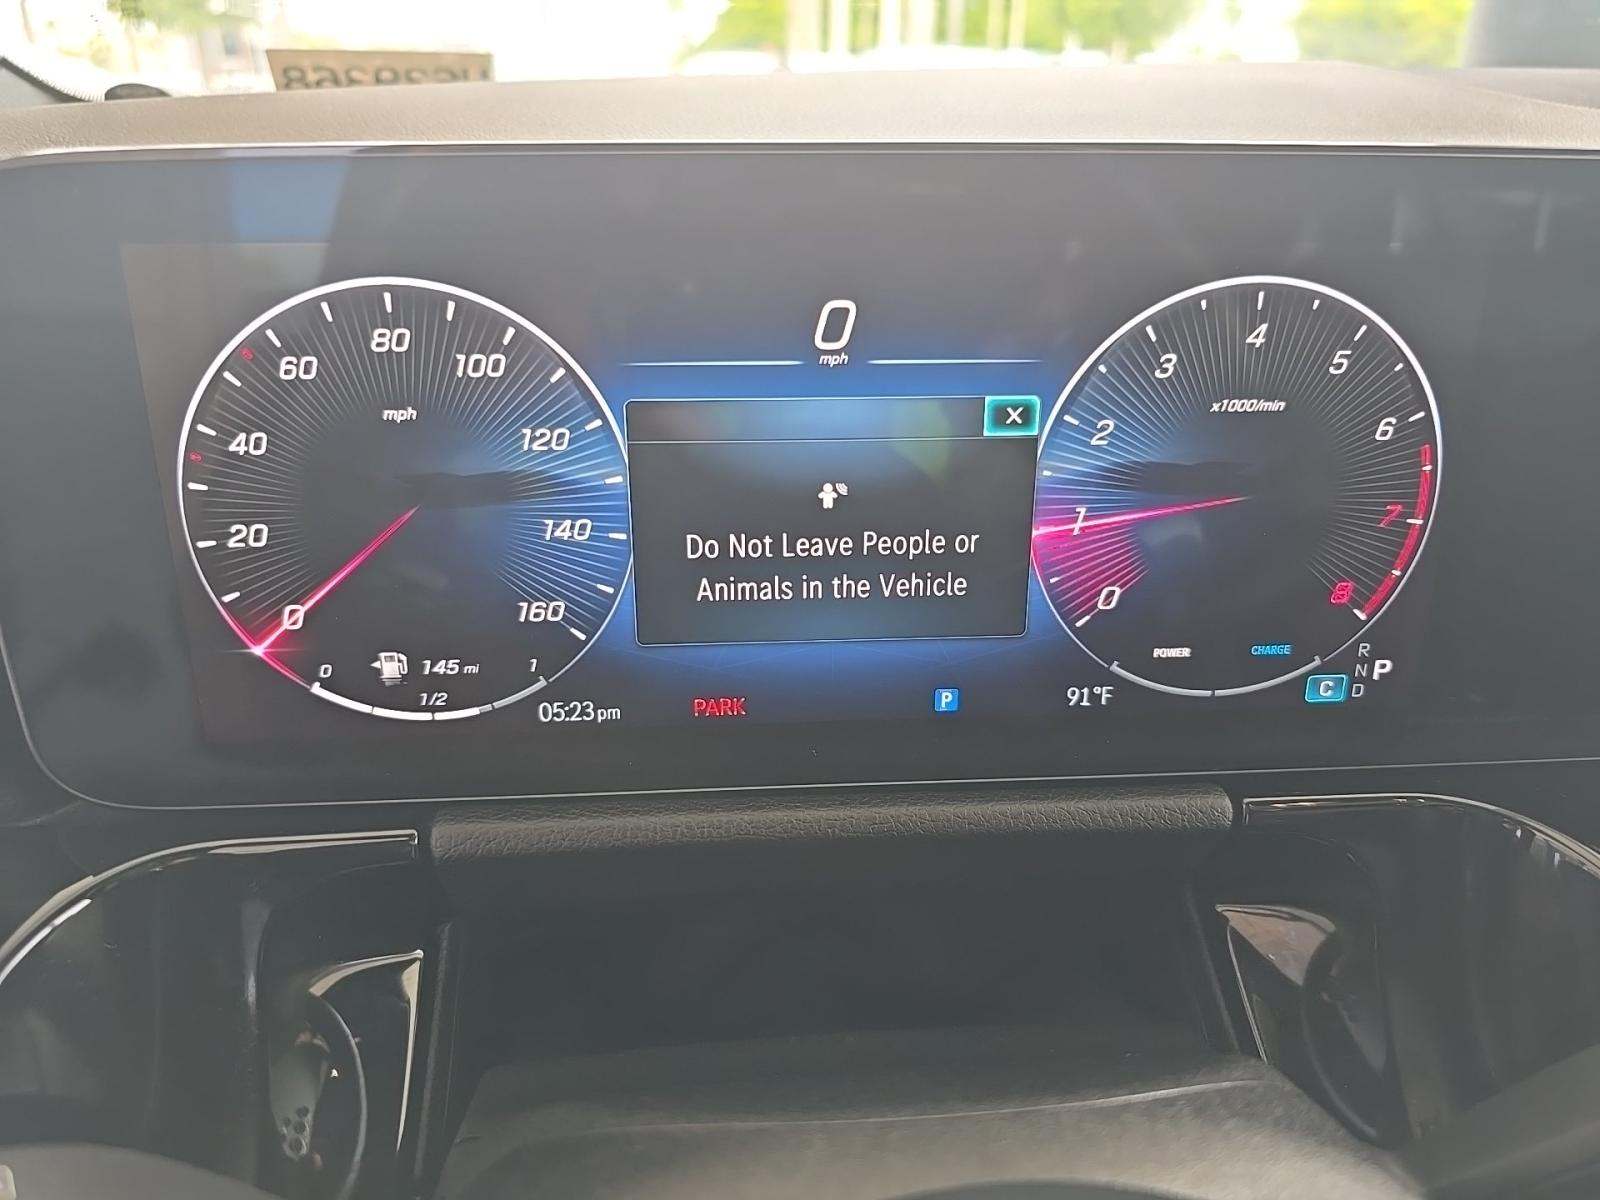 0
mph
60
80
100
mph
40
120
20
140
0
160
0
145 mi
1
1/2
X
Do Not Leave People or
Animals in the Vehicle
4
3
5
x1000/min
2
6
1
7
0
8
POWER
CHARGE
R
N
P
C
D
05:23pm
PARK
P
91°F